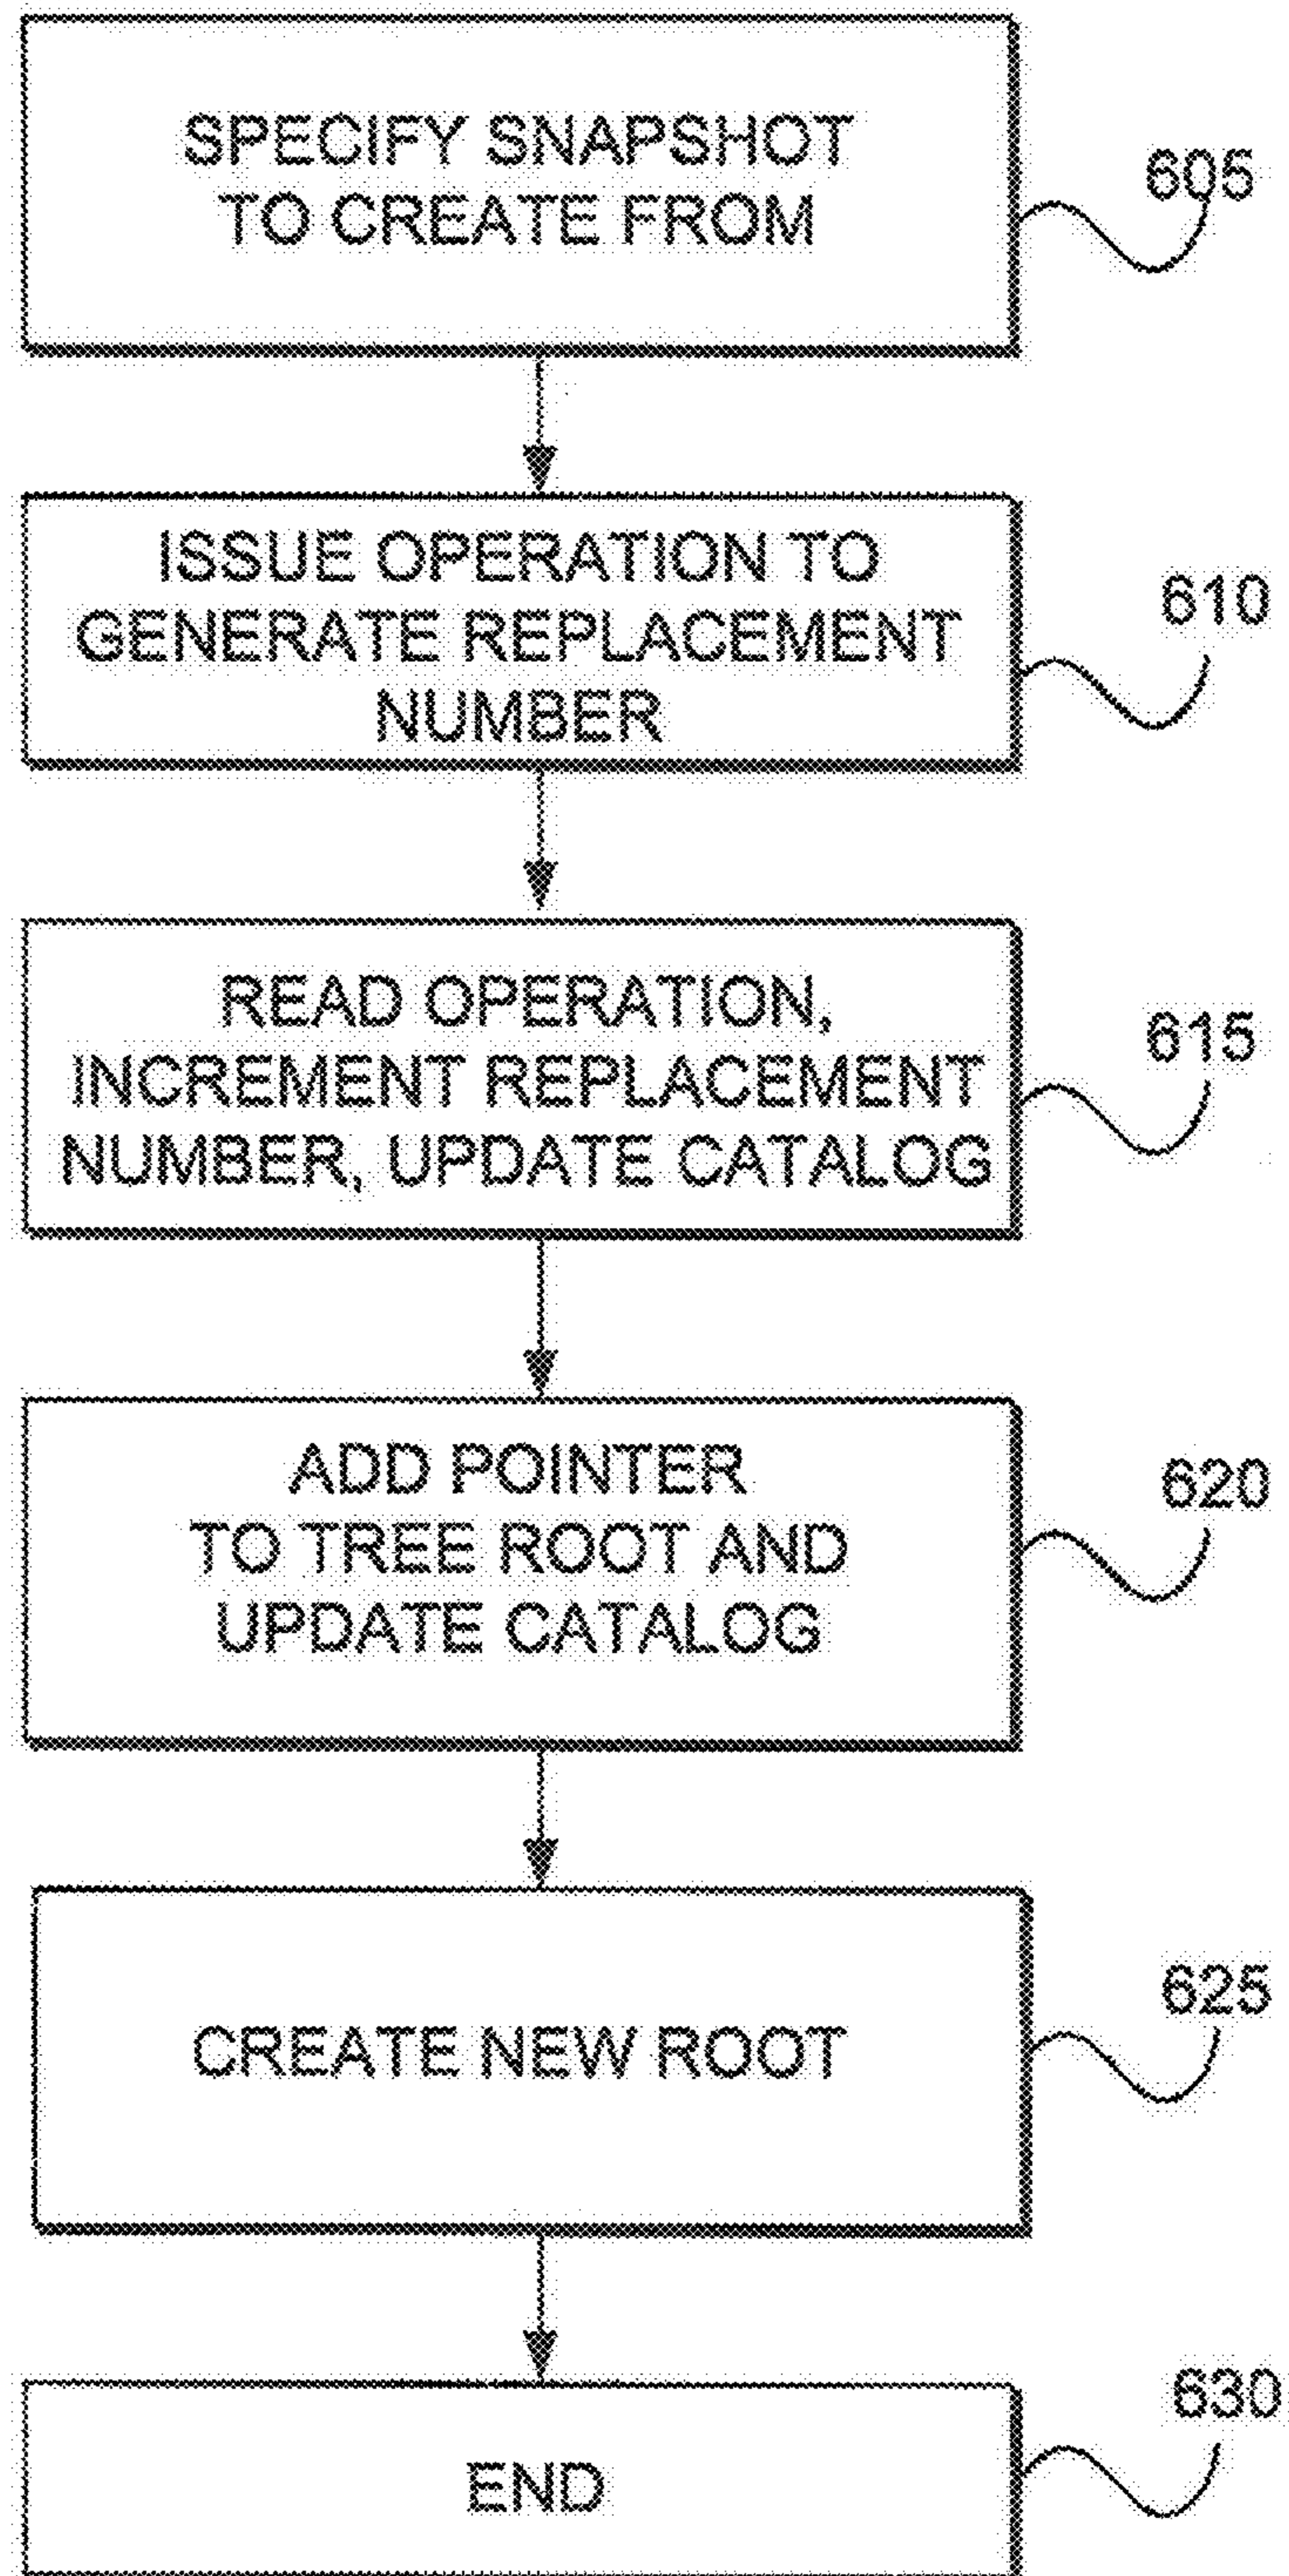 SPECIFY SNAPSHOT
TO CREATE FROM
605
ISSUE OPERATION TO
GENERATE REPLACEMENT
NUMBER
610
READ OPERATION,
INCREMENT REPLACEMENT
NUMBER, UPDATE CATALOG
615
ADD POINTER
TO TREE ROOT AND
UPDATE CATALOG
620
CREATE NEW ROOT
625
END
630